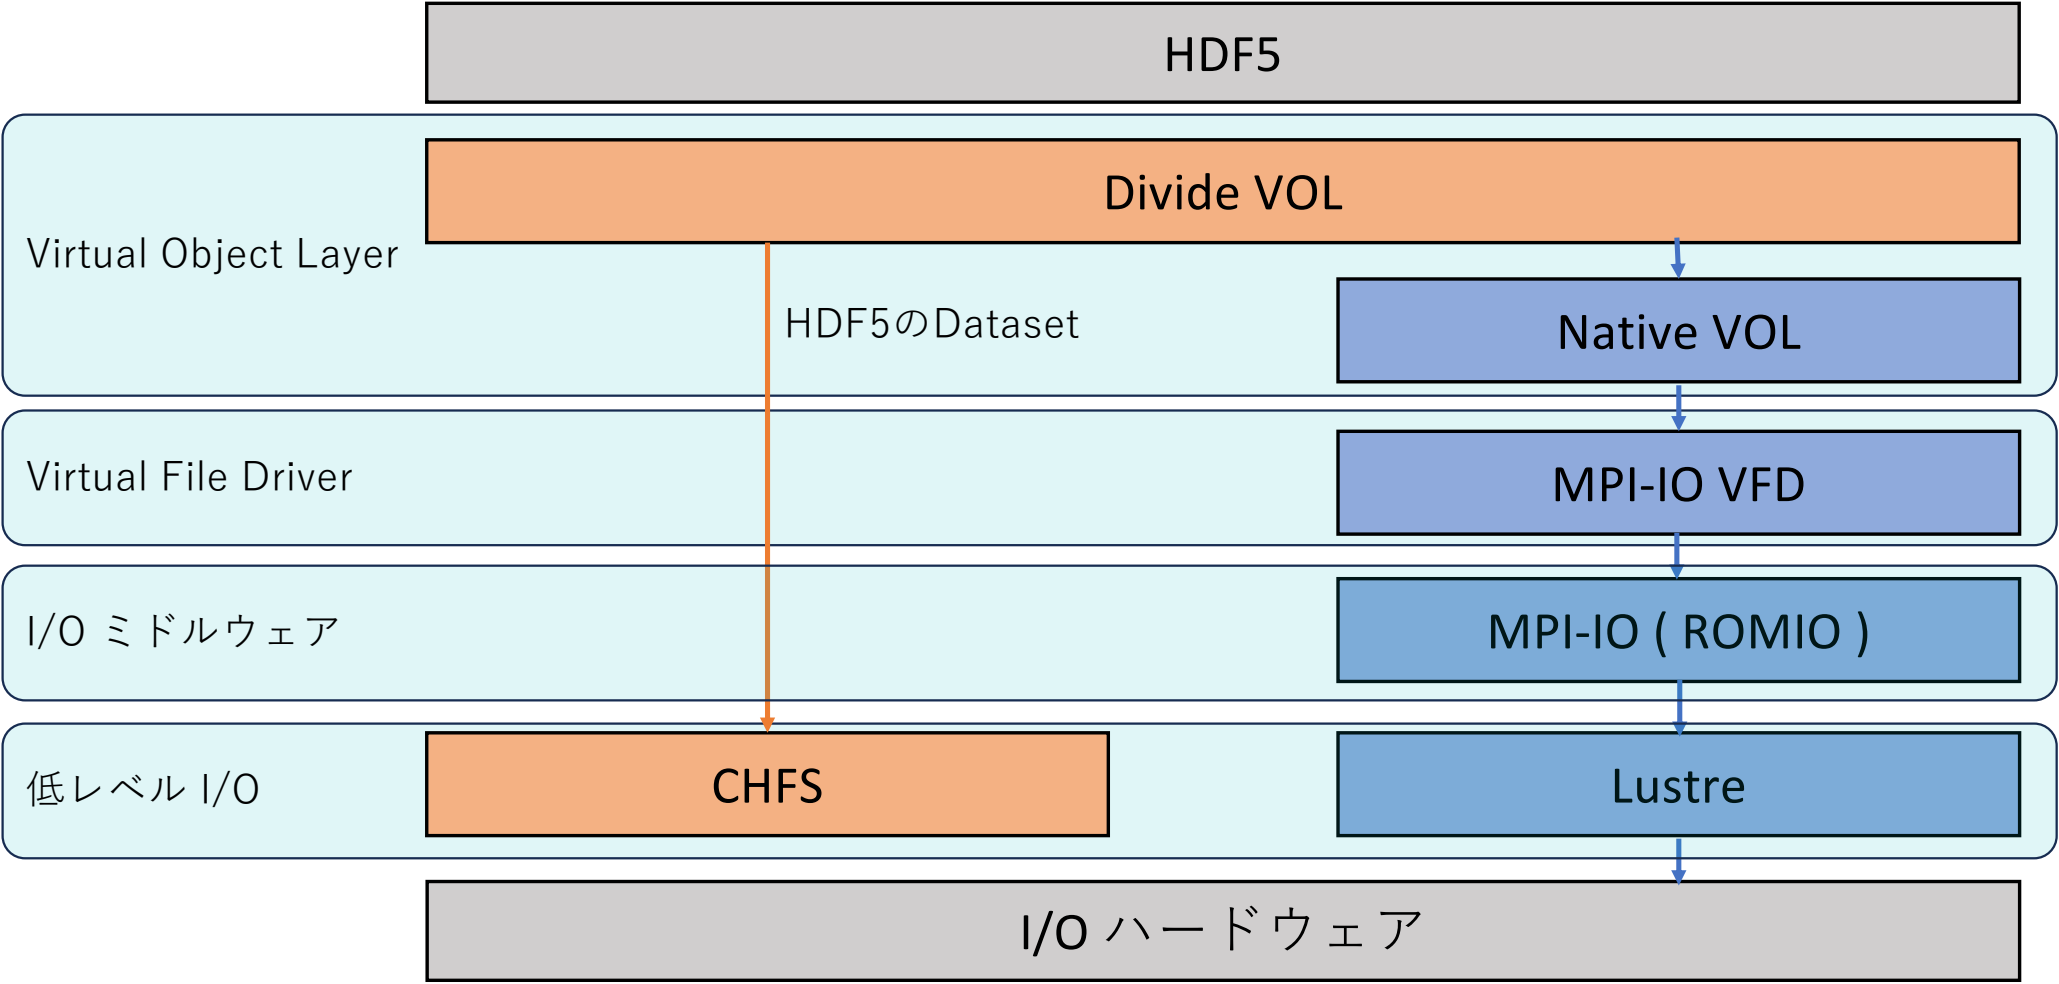 HDF5
Divide VOL
Virtual Object Layer
HDF5のDataset
Native VOL
Virtual File Driver
MPI-IO VFD
I/O ミドルウェア
MPI-IO ( ROMIO )
低レベル I/O
CHFS
Lustre
I/O ハードウェア